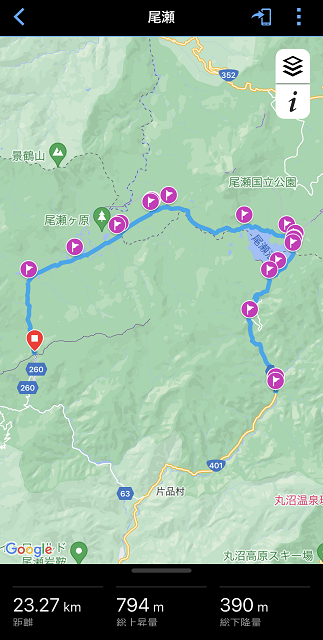 尾瀬
352
景鶴山
尾瀬国立公園
尾瀬ヶ原
尾瀬沼
260
260
401
63
片品村
丸沼温泉環
Google
ド
尾瀬岩鞍
丸沼高原スキー場
23.27 km
距離
794 m
総上昇量
390 m
総下降量